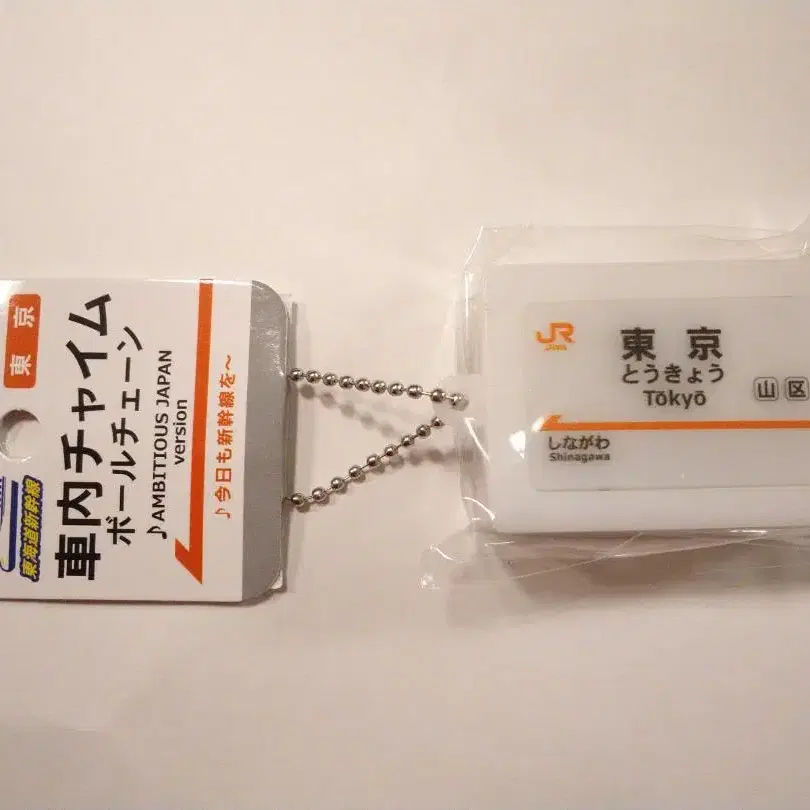 東京
車内チャイム
ボールチェーン
♪AMBITIOUS JAPAN
version
♪今日も新幹線を〜
東海道新幹線
JR
東京
とうきょう
Tōkyō
山区
しながわ
Shinagawa